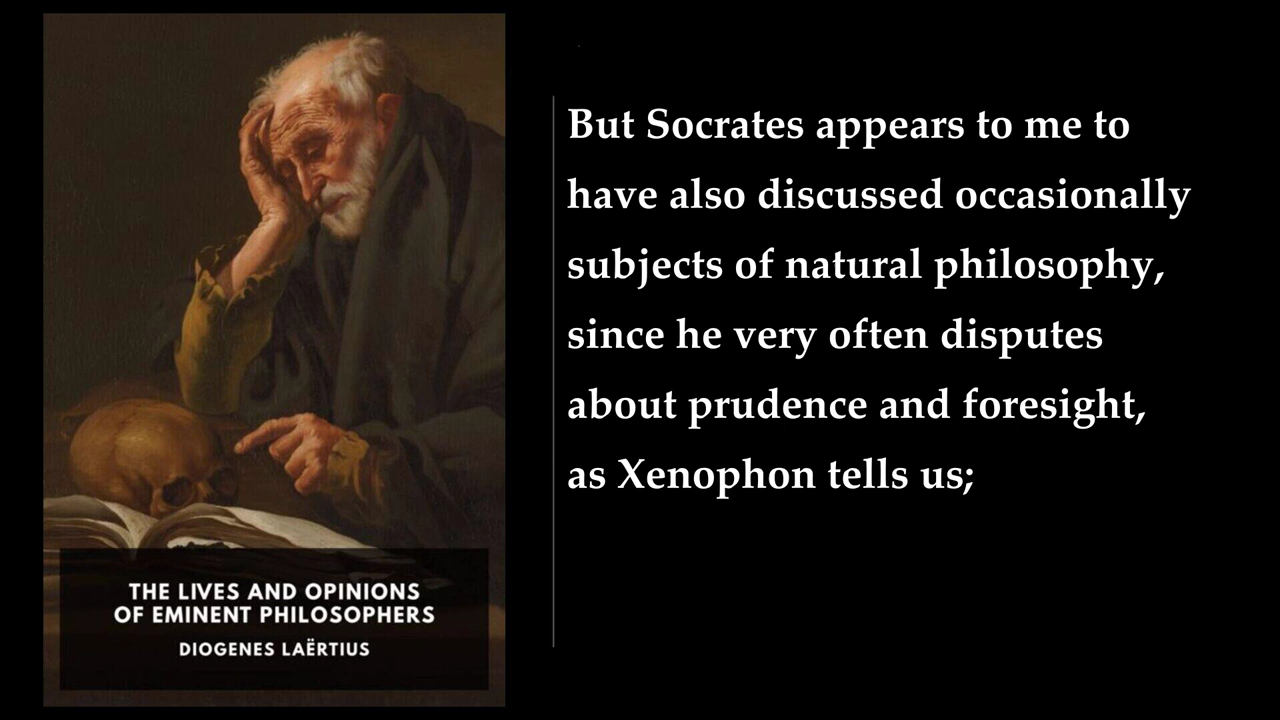 THE LIVES AND OPINIONS
OF EMINENT PHILOSOPHERS
DIOGENES LAËRTIUS
But Socrates appears to me to
have also discussed occasionally
subjects of natural philosophy,
since he very often disputes
about prudence and foresight,
as Xenophon tells us;